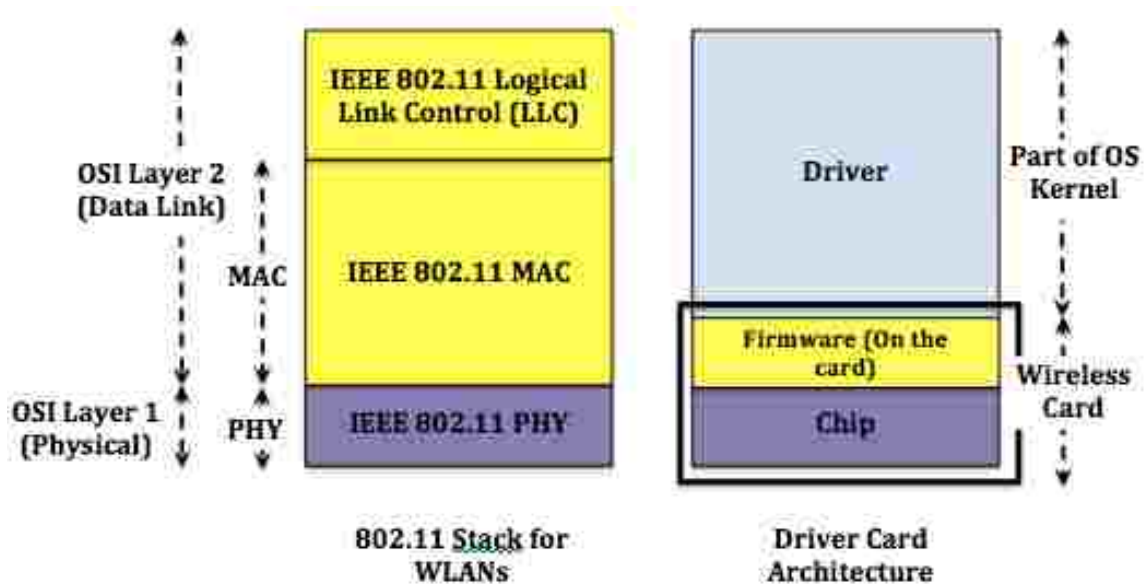 IEEE 802.11 Logical
Link Control (LLC)
OSI Layer 2
(Data Link)
MAC
IEEE 802.11 MAC
OSI Layer 1
(Physical)
PHY
IEEE 802.11 PHY
802.11 Stack for
WLANs
Driver
Part of OS
Kernel
Firmware (On the
card)
Wireless
Card
Chip
Driver Card
Architecture